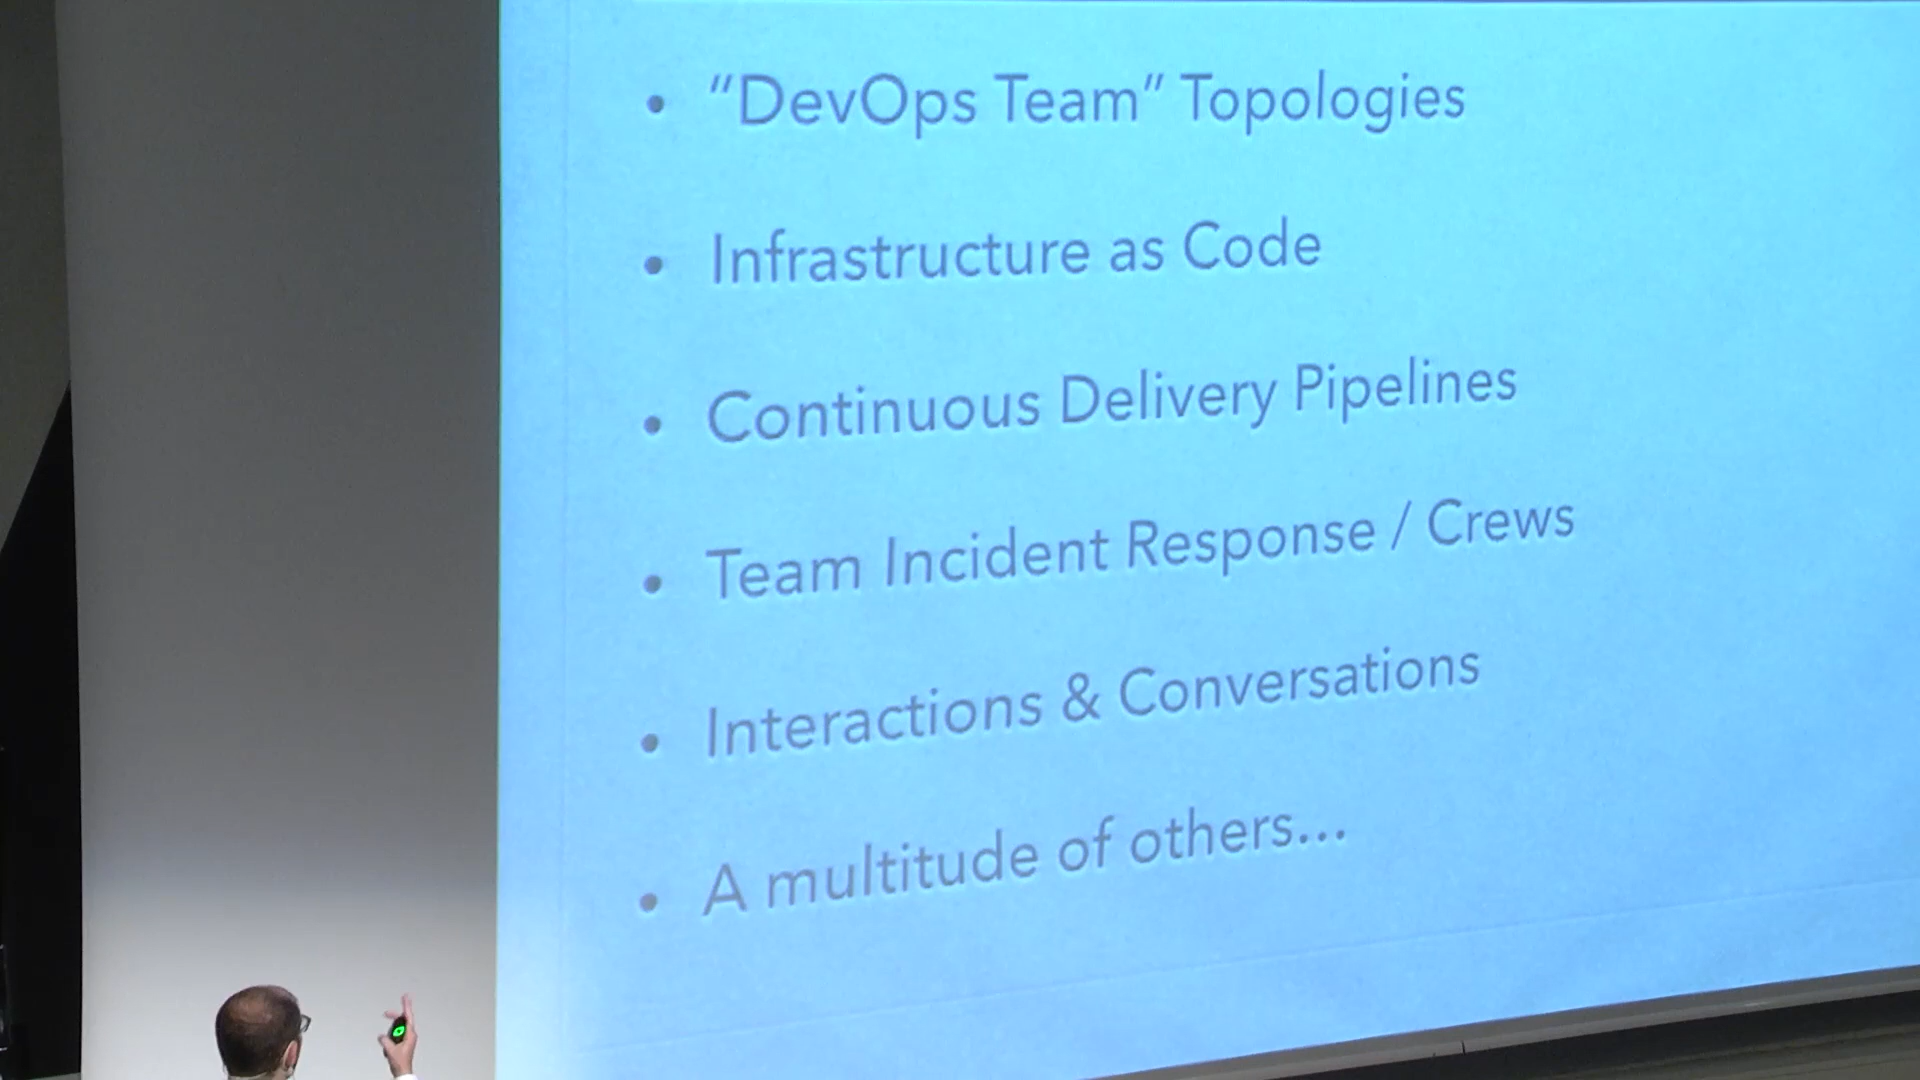 • “DevOps Team” Topologies
• Infrastructure as Code
• Continuous Delivery Pipelines
• Team Incident Response / Crews
• Interactions & Conversations
• A multitude of others...